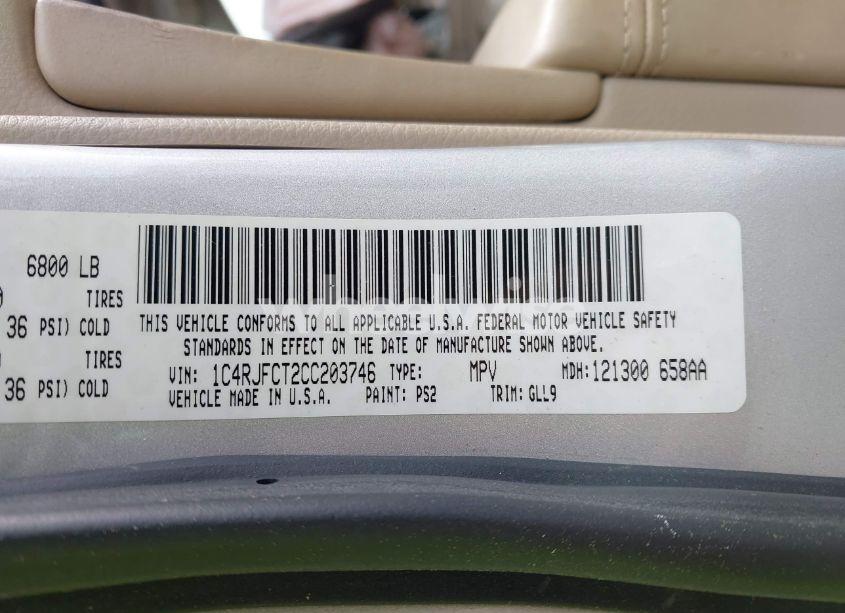 6800 LB
TIRES
36 PSI) COLD
TIRES
36 PSI) COLD
THIS VEHICLE CONFORMS TO ALL APPLICABLE U.S.A. FEDERAL MOTOR VEHICLE SAFETY
STANDARDS IN EFFECT ON THE DATE OF MANUFACTURE SHOWN ABOVE.
VIN: 1C4RJFCT2CC203746 TYPE: MPV MDH:121300 658AA
VEHICLE MADE IN U.S.A. PAINT: PS2 TRIM: GLL9